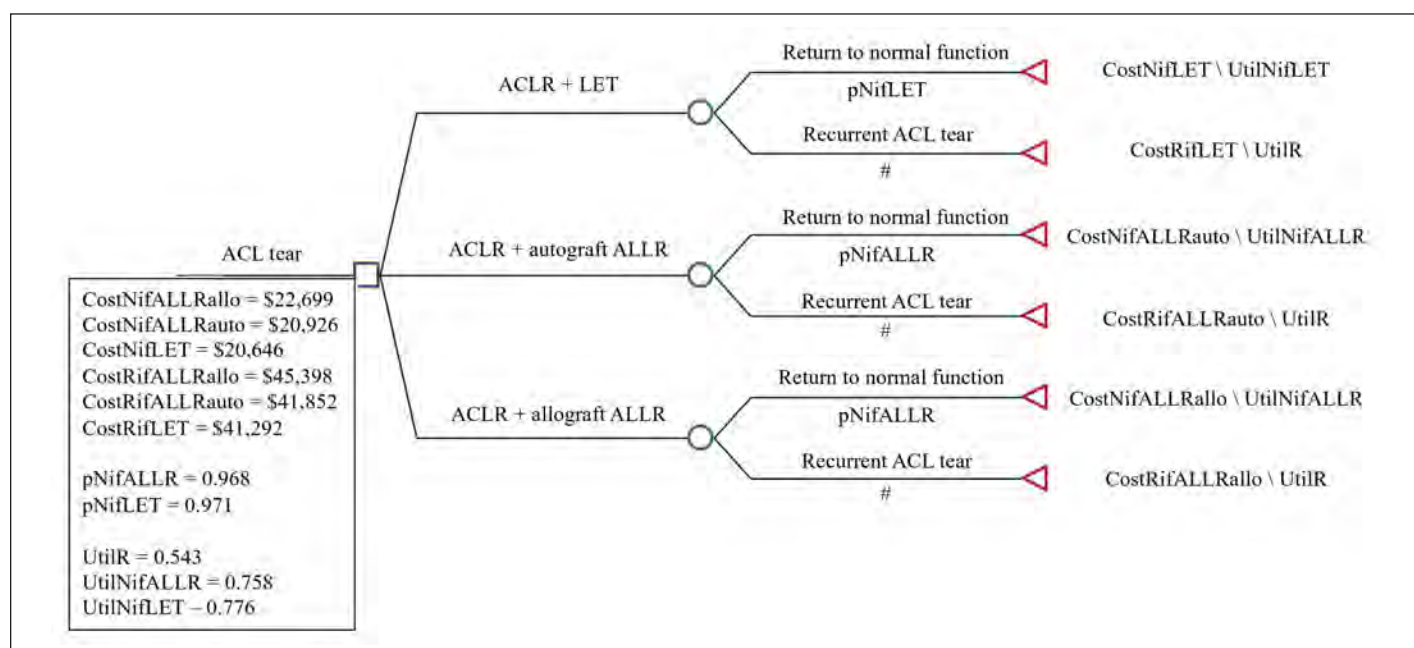 Return to normal function
ACLR + LET
pNifLET
CostNifLET \ UtilNifLET
Recurrent ACL tear
#
CostRifLET \ UtilR
Return to normal function
ACL tear
ACLR + autograft ALLR
pNifALLR
CostNifALLRauto \ UtilNifALLR
Recurrent ACL tear
#
CostRifALLRauto \ UtilR
Return to normal function
ACLR + allograft ALLR
pNifALLR
CostNifALLRallo \ UtilNifALLR
Recurrent ACL tear
#
CostRifALLRallo \ UtilR
CostNifALLRallo = $22,699
CostNifALLRauto = $20,926
CostNifLET = $20,646
CostRifALLRallo = $45,398
CostRifALLRauto = $41,852
CostRifLET = $41,292
pNifALLR = 0.968
pNifLET = 0.971
UtilR = 0.543
UtilNifALLR = 0.758
UtilNifLET – 0.776